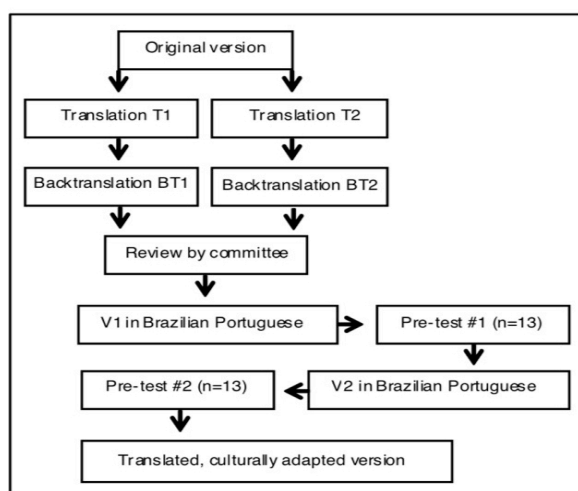 Original version
Translation T1
Translation T2
Backtranslation BT1
Backtranslation BT2
Review by committee
V1 in Brazilian Portuguese
Pre-test #1 (n=13)
Pre-test #2 (n=13)
V2 in Brazilian Portuguese
Translated, culturally adapted version